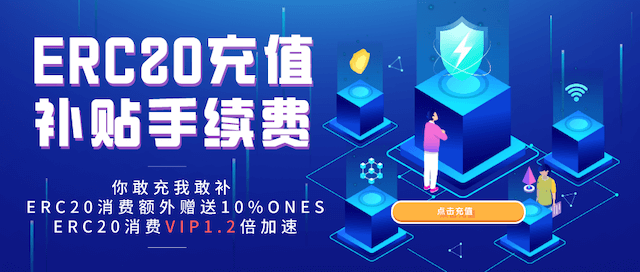 ERC20充值
补贴手续费
你敢充我敢补
ERC20消费额外赠送10%ONES
ERC20消费VIP1.2倍加速
点击充值